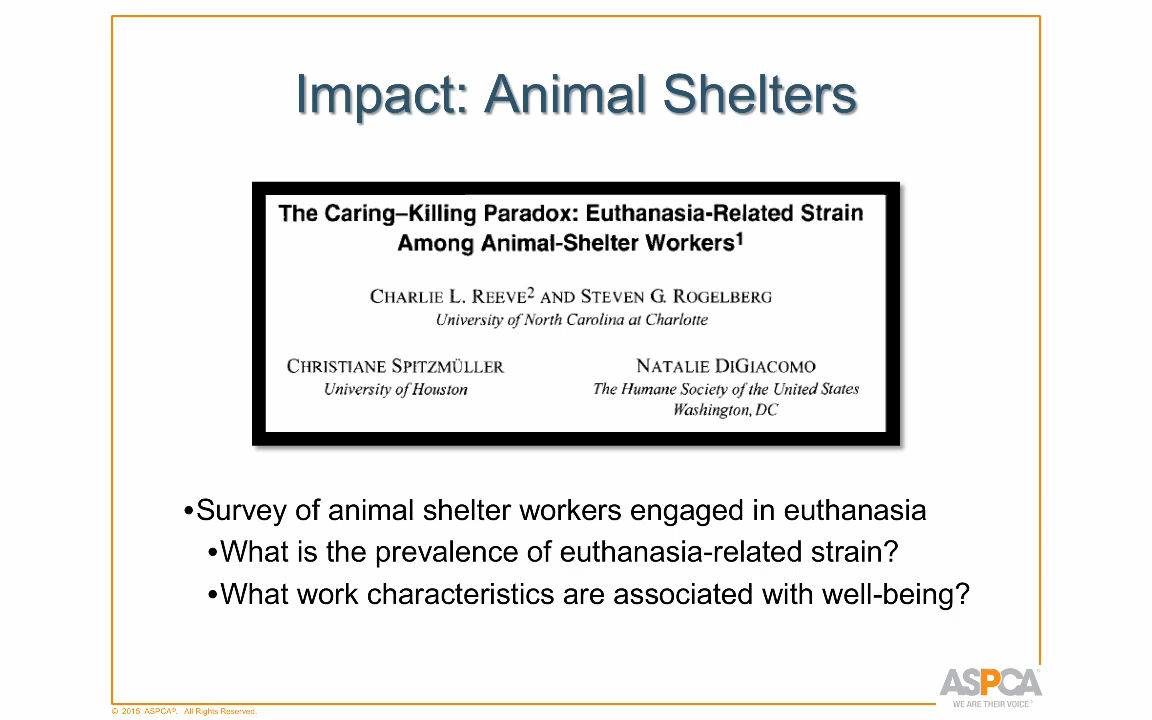 Impact: Animal Shelters
The Caring–Killing Paradox: Euthanasia-Related Strain
Among Animal-Shelter Workers1
CHARLIE L. REEVE2 AND STEVEN G. ROGELBERG
University of North Carolina at Charlotte
CHRISTIANE SPITZMÜLLER
University of Houston
NATALIE DIGIACOMO
The Humane Society of the United States
Washington, DC
•Survey of animal shelter workers engaged in euthanasia
•What is the prevalence of euthanasia-related strain?
•What work characteristics are associated with well-being?
ASPCA
WE ARE THEIR VOICE.
© 2015 ASPCA®. All Rights Reserved.